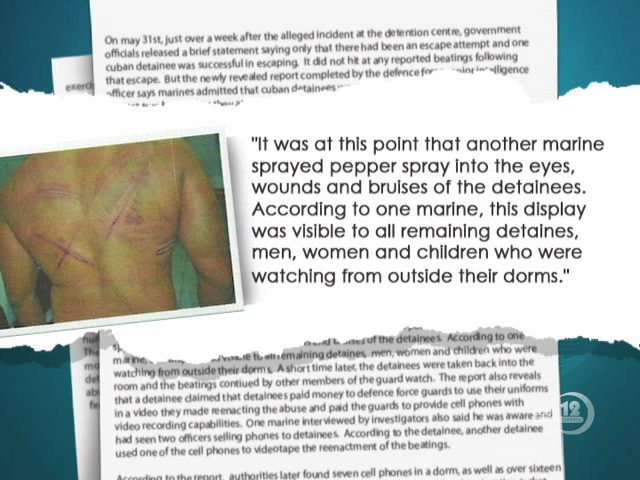 On may 31st, just over a week after the alleged incident at the detention centre, government
officials released a brief statement saying only that there had been an escape attempt and one
cuban detainee was successful in escaping. It did not hit at any reported beatings following
that escape. But the newly revealed report completed by the defence intelligence
officer says marines admitted that cuban detainees
exerc
"It was at this point that another marine
sprayed pepper spray into the eyes,
wounds and bruises of the detainees.
According to one marine, this display
was visible to all remaining detaines,
men, women and children who were
watching from outside their dorms."
of the detainees. According to one
marine, to all remaining detaines, men, women and children who were
watching from outside their dorms. A short time later, the detainees were taken back into the
room and the beatings contiued by other members of the guard watch. The report also reveals
that a detainee claimed that detainees paid money to defence force guards to use their uniforms
in a video they made reenacting the abuse and paid the guards to provide cell phones with
video recording capabilities. One marine interviewed by investigators also said he was aware and
had seen two officers selling phones to detainees. According to the detainee, another detainee
used one of the cell phones to videotape the reenactment of the beatings.
According to the report, authorities later found seven cell phones in a dorm, as well as over sixteen
12